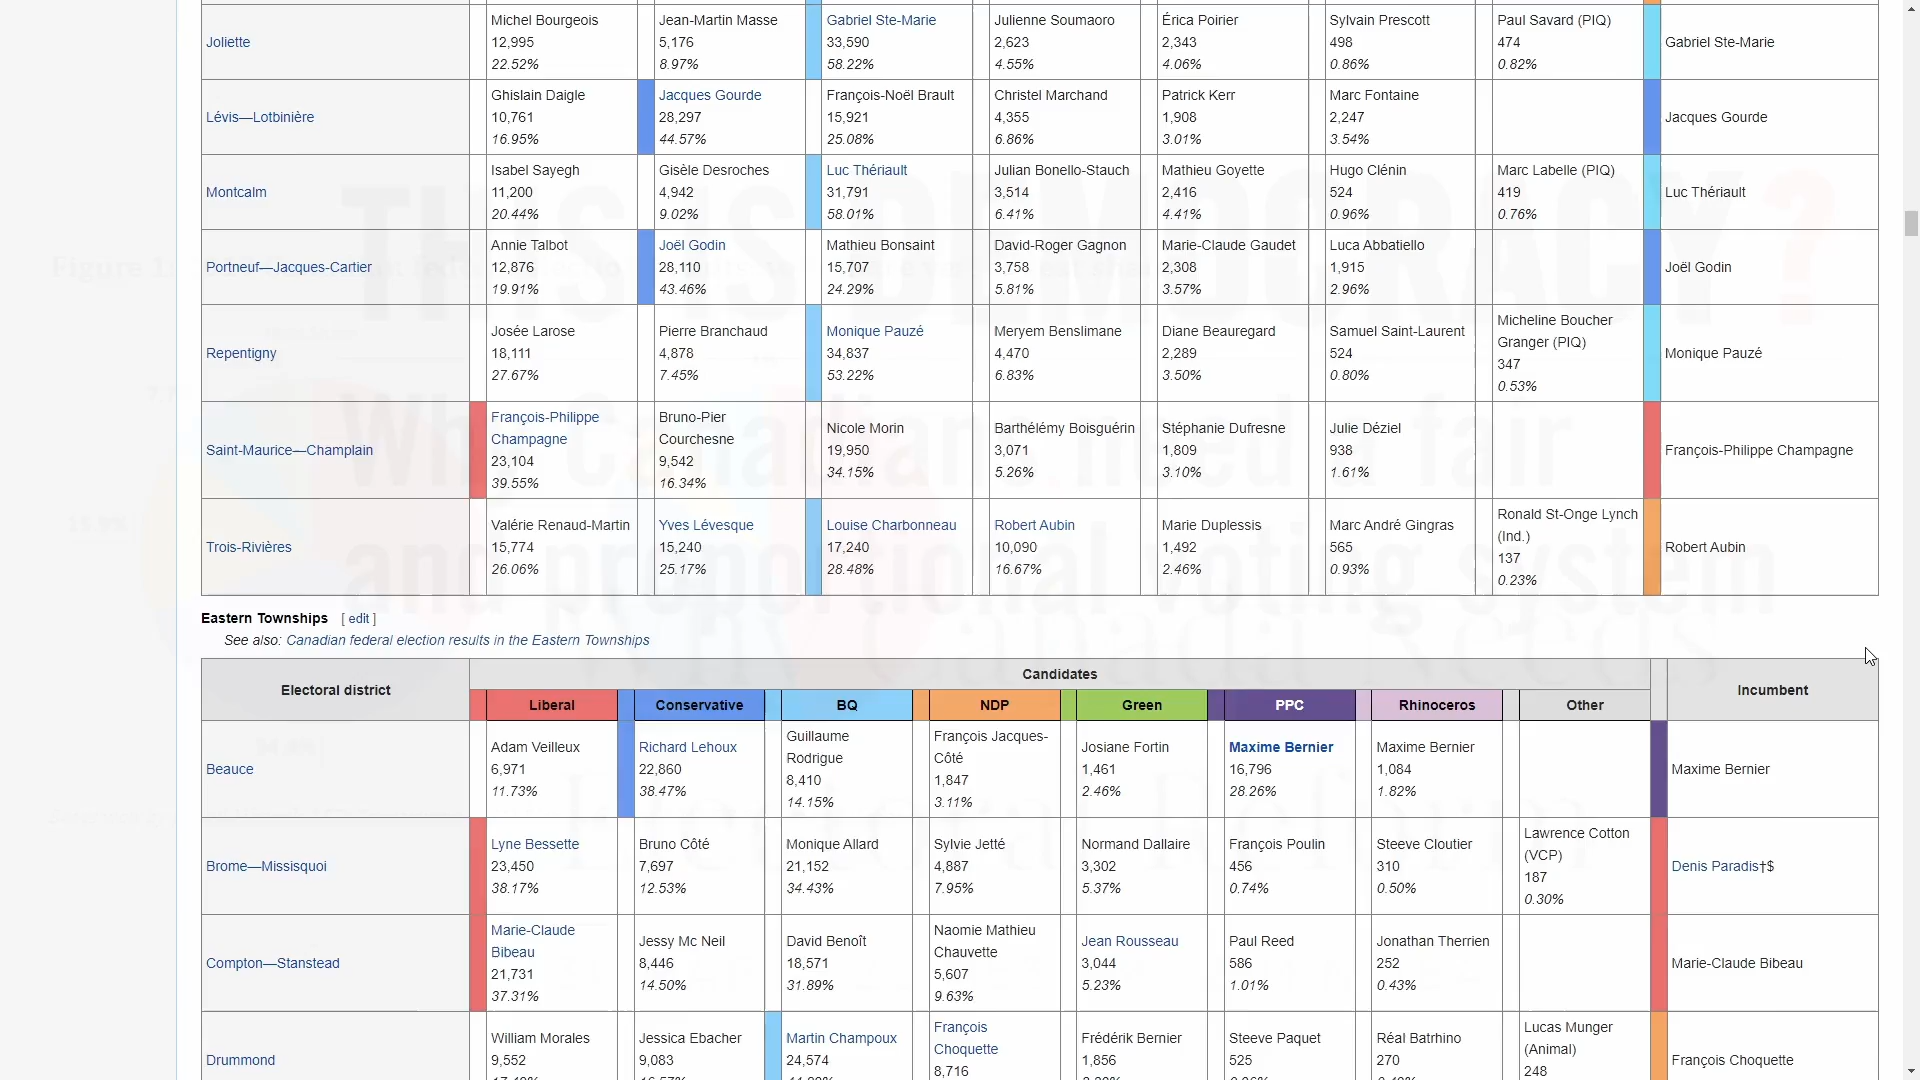 Joliette
Michel Bourgeois
12,995
22.52%
Jean-Martin Masse
5,176
8.97%
Gabriel Ste-Marie
33,590
58.22%
Julienne Soumaoro
2,623
4.55%
Érica Poirier
2,343
4.06%
Sylvain Prescott
498
0.86%
Paul Savard (PIQ)
474
0.82%
Gabriel Ste-Marie
Lévis—Lotbinière
Ghislain Daigle
10,761
16.95%
Jacques Gourde
28,297
44.57%
François-Noël Brault
15,921
25.08%
Christel Marchand
4,355
6.86%
Patrick Kerr
1,908
3.01%
Marc Fontaine
2,247
3.54%
Jacques Gourde
Montcalm
Isabel Sayegh
11,200
20.44%
Gisèle Desroches
4,942
9.02%
Luc Thériault
31,791
58.01%
Julian Bonello-Stauch
3,514
6.41%
Mathieu Goyette
2,416
4.41%
Hugo Clénin
524
0.96%
Marc Labelle (PIQ)
419
0.76%
Luc Thériault
Portneuf—Jacques-Cartier
Annie Talbot
12,876
19.91%
Joël Godin
28,110
43.46%
Mathieu Bonsaint
15,707
24.29%
David-Roger Gagnon
3,758
5.81%
Marie-Claude Gaudet
2,308
3.57%
Luca Abbatiello
1,915
2.96%
Joël Godin
Repentigny
Josée Larose
18,111
27.67%
Pierre Branchaud
4,878
7.45%
Monique Pauzé
34,837
53.22%
Meryem Benslimane
4,470
6.83%
Diane Beauregard
2,289
3.50%
Samuel Saint-Laurent
524
0.80%
Micheline Boucher
Granger (PIQ)
347
0.53%
Monique Pauzé
Saint-Maurice—Champlain
François-Philippe
Champagne
23,104
39.55%
Bruno-Pier
Courchesne
9,542
16.34%
Nicole Morin
19,950
34.15%
Barthélémy Boisguérin
3,071
5.26%
Stéphanie Dufresne
1,809
3.10%
Julie Déziel
938
1.61%
François-Philippe Champagne
Trois-Rivières
Valérie Renaud-Martin
15,774
26.06%
Yves Lévesque
15,240
25.17%
Louise Charbonneau
17,240
28.48%
Robert Aubin
10,090
16.67%
Marie Duplessis
1,492
2.46%
Marc André Gingras
565
0.93%
Ronald St-Onge Lynch
(Ind.)
137
0.23%
Robert Aubin
THIS IS DEMOCRACY?
Why Canadians need a fair
and proportional voting system
Why Canada Needs
Electoral Reform
Eastern Townships [ edit ]
See also: Canadian federal election results in the Eastern Townships
Electoral district
Candidates
Incumbent
Liberal
Conservative
BQ
NDP
Green
PPC
Rhinoceros
Other
Beauce
Adam Veilleux
6,971
11.73%
Richard Lehoux
22,860
38.47%
Guillaume
Rodrigue
8,410
14.15%
François Jacques-
Côté
1,847
3.11%
Josiane Fortin
1,461
2.46%
Maxime Bernier
16,796
28.26%
Maxime Bernier
1,084
1.82%
Maxime Bernier
Brome—Missisquoi
Lyne Bessette
23,450
38.17%
Bruno Côté
7,697
12.53%
Monique Allard
21,152
34.43%
Sylvie Jetté
4,887
7.95%
Normand Dallaire
3,302
5.37%
François Poulin
456
0.74%
Steeve Cloutier
310
0.50%
Lawrence Cotton
(VCP)
187
0.30%
Denis Paradis†$
Compton—Stanstead
Marie-Claude
Bibeau
21,731
37.31%
Jessy Mc Neil
8,446
14.50%
David Benoît
18,571
31.89%
Naomie Mathieu
Chauvette
5,607
9.63%
Jean Rousseau
3,044
5.23%
Paul Reed
586
1.01%
Jonathan Therrien
252
0.43%
Marie-Claude Bibeau
Drummond
William Morales
9,552
Jessica Ebacher
9,083
Martin Champoux
24,574
François
Choquette
8,716
Frédérik Bernier
1,856
Steeve Paquet
525
Réal Batrhino
270
Lucas Munger
(Animal)
248
François Choquette